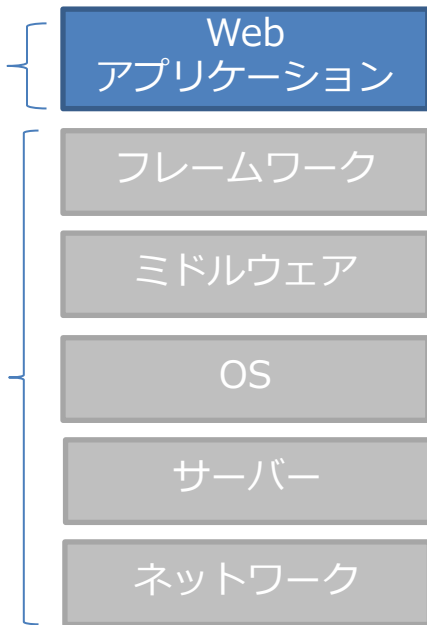 Web
アプリケーション
フレームワーク
ミドルウェア
OS
サーバー
ネットワーク